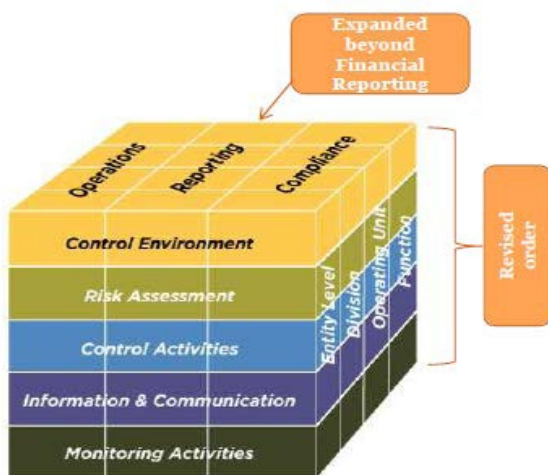 Expanded
beyond
Financial
Reporting
Operations
Reporting
Compliance
Control Environment
Risk Assessment
Control Activities
Information & Communication
Monitoring Activities
Entity Level
Division
Operating Unit
Function
Revised
order